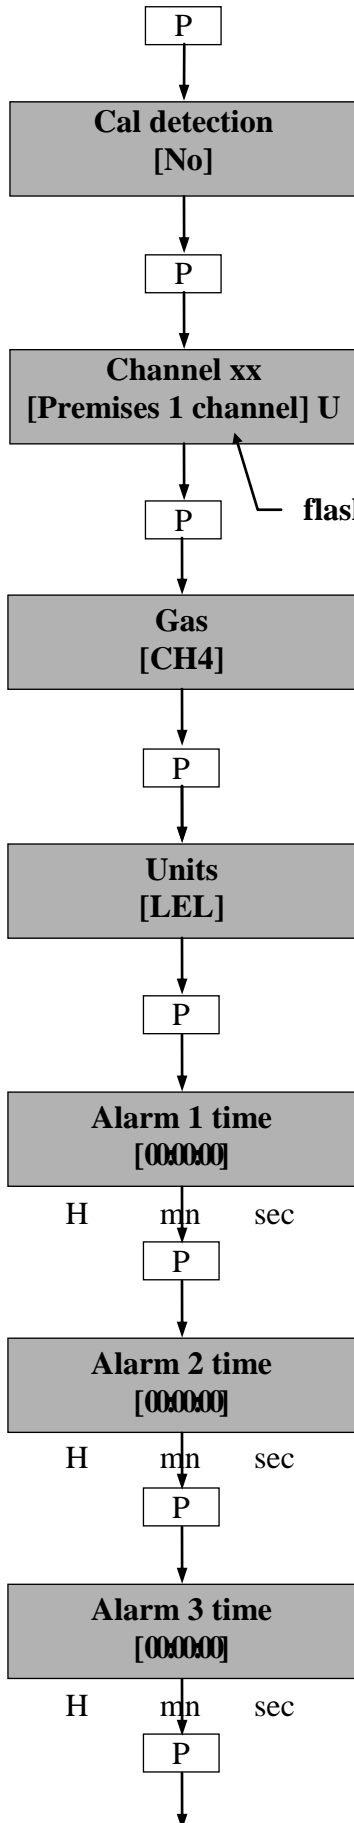 P
Cal detection
[No]
P
Channel xx
[Premises 1 channel] U
flash
P
Gas
[CH4]
P
Units
[LEL]
P
Alarm 1 time
[00:00:00]
H mn sec
P
Alarm 2 time
[00:00:00]
H mn sec
P
Alarm 3 time
[00:00:00]
H mn sec
P